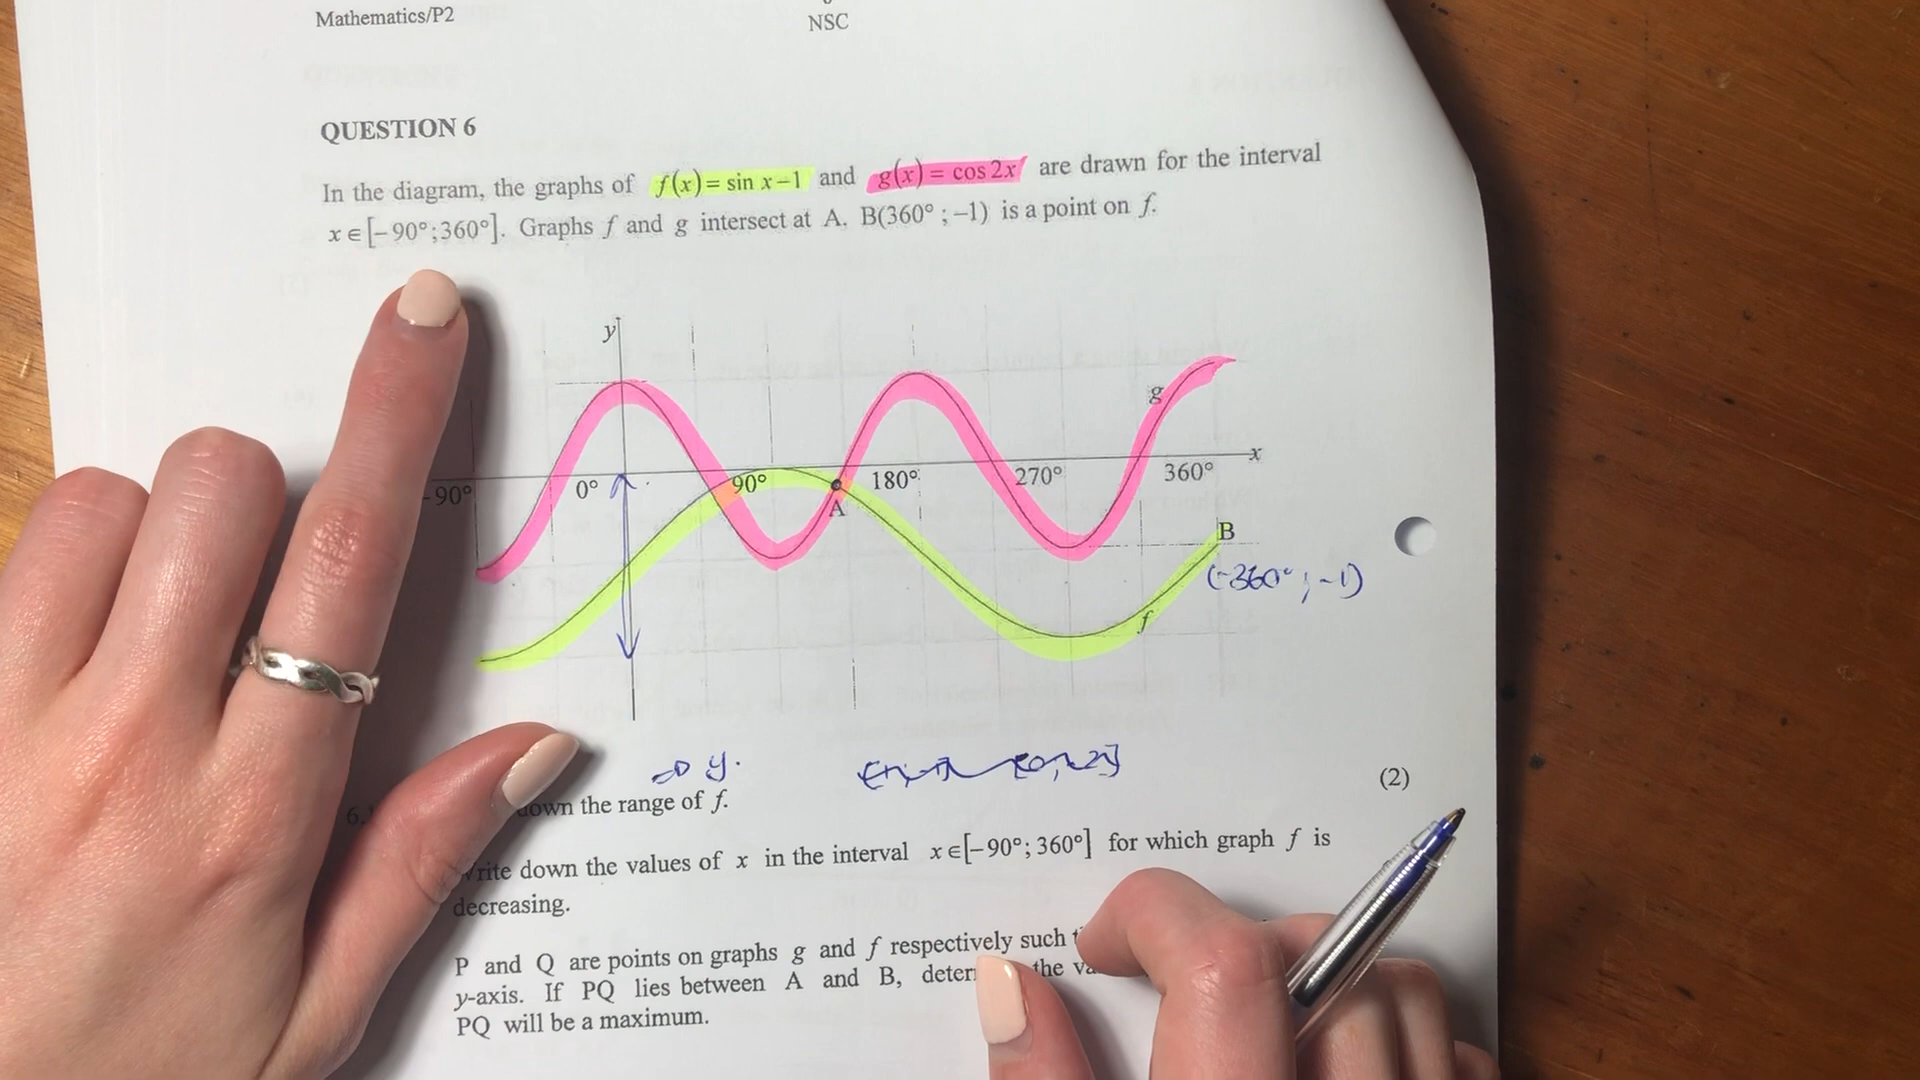 Mathematics/P2
NSC
QUESTION 6
In the diagram, the graphs of f(x) = sin x – 1 and g(x) = cos 2x are drawn for the interval
x ∈ [– 90°; 360°]. Graphs f and g intersect at A. B(360° ; –1) is a point on f.
y
g
x
-90° 0° 90° 180° 270° 360°
A
B
(-360° ; -1)
f
y.
(2)
down the range of f.
Write down the values of x in the interval x ∈ [– 90°; 360°] for which graph f is
decreasing.
P and Q are points on graphs g and f respectively such
y-axis. If PQ lies between A and B, the
PQ will be a maximum.